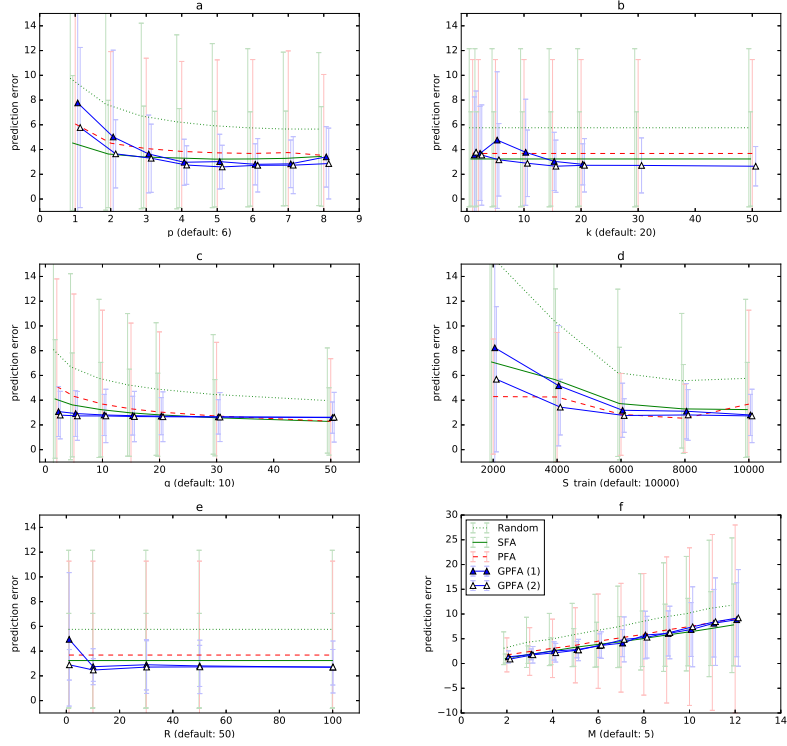 a
prediction error
14
12
10
8
6
4
2
0
0 1 2 3 4 5 6 7 8 9
p (default: 6)
b
prediction error
14
12
10
8
6
4
2
0
0 10 20 30 40 50
k (default: 20)
c
prediction error
14
12
10
8
6
4
2
0
0 10 20 30 40 50
q (default: 10)
d
prediction error
14
12
10
8
6
4
2
0
2000 4000 6000 8000 10000
S_train (default: 10000)
e
prediction error
14
12
10
8
6
4
2
0
0 20 40 60 80 100
R (default: 50)
f
prediction error
30
25
20
15
10
5
0
−5
−10
0 2 4 6 8 10 12 14
M (default: 5)
Random
SFA
PFA
GPFA (1)
GPFA (2)